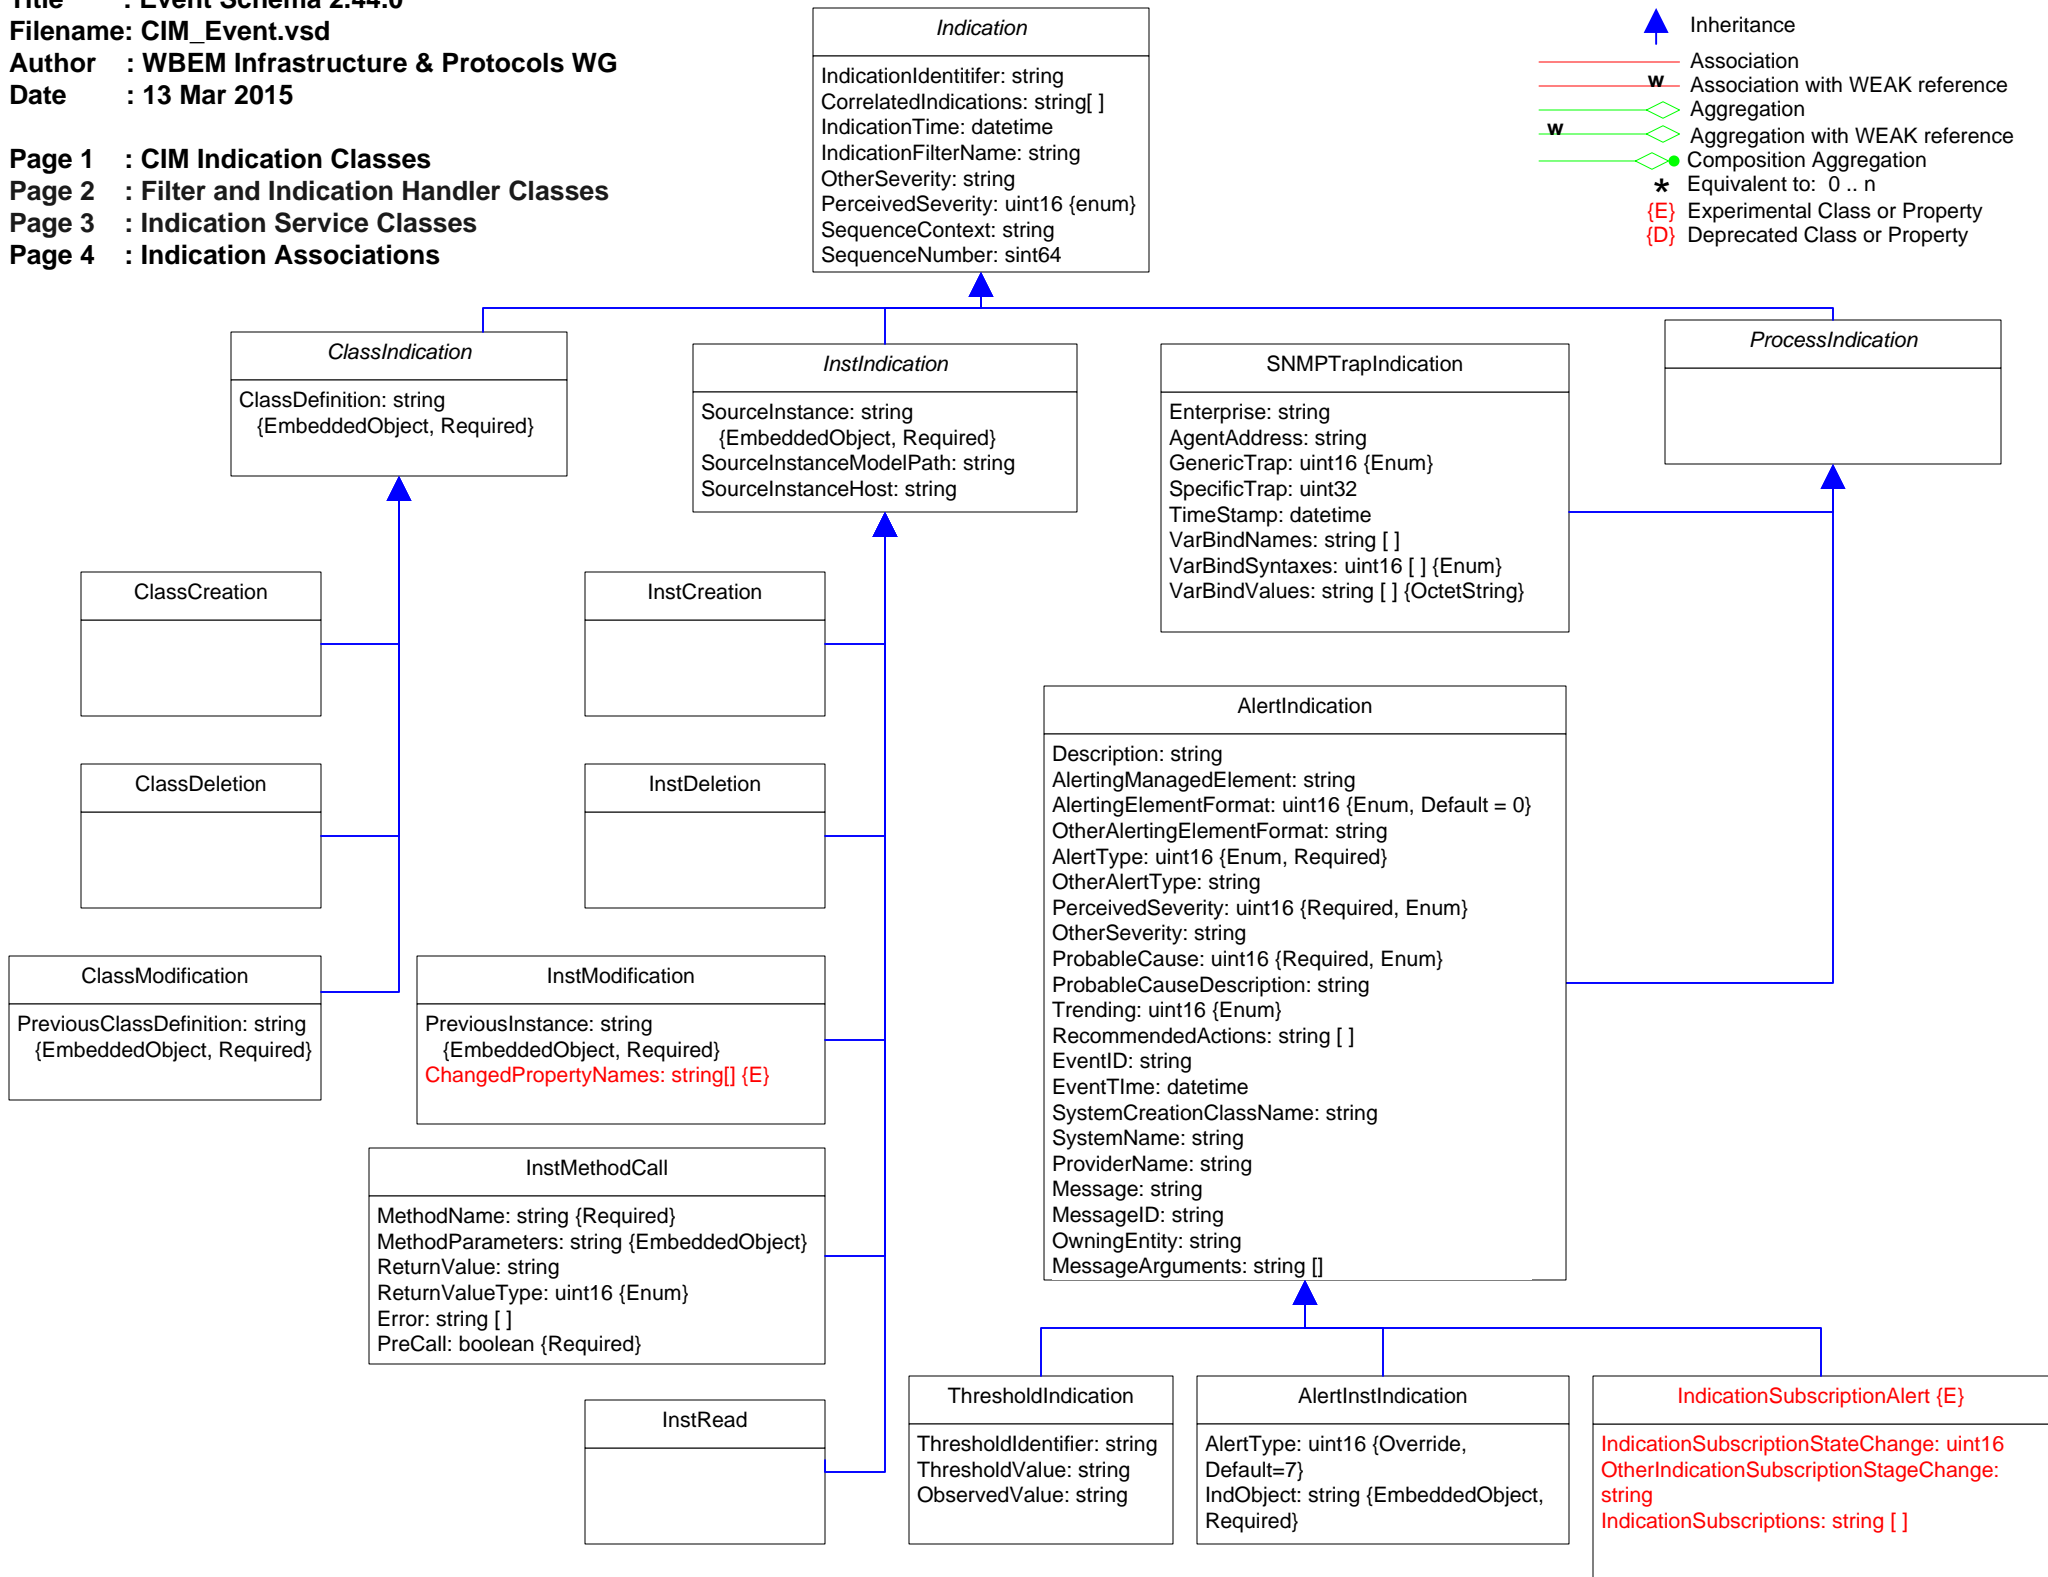 Title : Event Schema 2.44.0
Filename: CIM_Event.vsd
Author : WBEM Infrastructure & Protocols WG
Date : 13 Mar 2015
Page 1 : CIM Indication Classes
Page 2 : Filter and Indication Handler Classes
Page 3 : Indication Service Classes
Page 4 : Indication Associations
Indication
IndicationIdentitifer: string
CorrelatedIndications: string[ ]
IndicationTime: datetime
IndicationFilterName: string
OtherSeverity: string
PerceivedSeverity: uint16 {enum}
SequenceContext: string
SequenceNumber: sint64
Inheritance
Association
w Association with WEAK reference
Aggregation
w Aggregation with WEAK reference
Composition Aggregation
* Equivalent to: 0 .. n
{E} Experimental Class or Property
{D} Deprecated Class or Property
ClassIndication
ClassDefinition: string
{EmbeddedObject, Required}
InstIndication
SourceInstance: string
{EmbeddedObject, Required}
SourceInstanceModelPath: string
SourceInstanceHost: string
SNMPTrapIndication
Enterprise: string
AgentAddress: string
GenericTrap: uint16 {Enum}
SpecificTrap: uint32
TimeStamp: datetime
VarBindNames: string [ ]
VarBindSyntaxes: uint16 [ ] {Enum}
VarBindValues: string [ ] {OctetString}
ProcessIndication
ClassCreation
InstCreation
ClassDeletion
InstDeletion
ClassModification
PreviousClassDefinition: string
{EmbeddedObject, Required}
InstModification
PreviousInstance: string
{EmbeddedObject, Required}
ChangedPropertyNames: string[] {E}
AlertIndication
Description: string
AlertingManagedElement: string
AlertingElementFormat: uint16 {Enum, Default = 0}
OtherAlertingElementFormat: string
AlertType: uint16 {Enum, Required}
OtherAlertType: string
PerceivedSeverity: uint16 {Required, Enum}
OtherSeverity: string
ProbableCause: uint16 {Required, Enum}
ProbableCauseDescription: string
Trending: uint16 {Enum}
RecommendedActions: string [ ]
EventID: string
EventTIme: datetime
SystemCreationClassName: string
SystemName: string
ProviderName: string
Message: string
MessageID: string
OwningEntity: string
MessageArguments: string []
InstMethodCall
MethodName: string {Required}
MethodParameters: string {EmbeddedObject}
ReturnValue: string
ReturnValueType: uint16 {Enum}
Error: string [ ]
PreCall: boolean {Required}
InstRead
ThresholdIndication
ThresholdIdentifier: string
ThresholdValue: string
ObservedValue: string
AlertInstIndication
AlertType: uint16 {Override,
Default=7}
IndObject: string {EmbeddedObject,
Required}
IndicationSubscriptionAlert {E}
IndicationSubscriptionStateChange: uint16
OtherIndicationSubscriptionStageChange:
string
IndicationSubscriptions: string [ ]